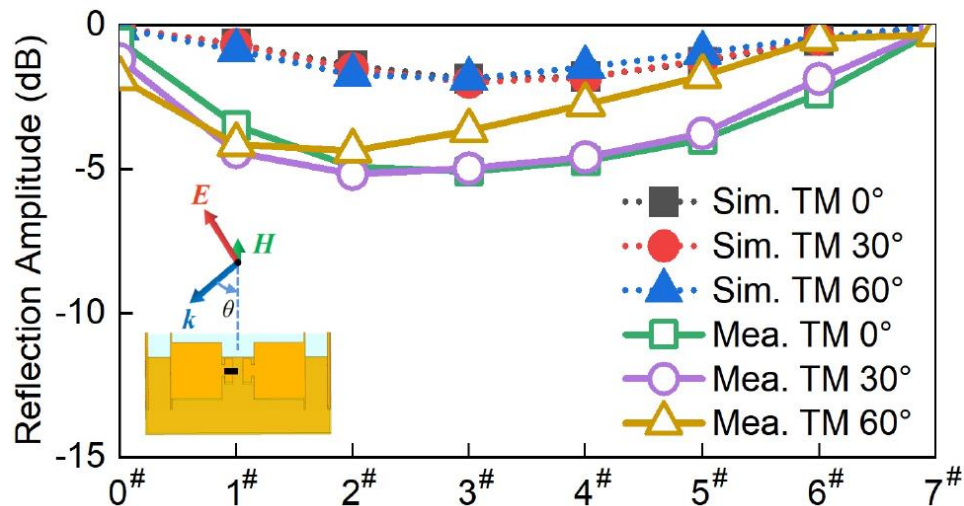 Reflection Amplitude (dB)
0
-5
-10
-15
0# 1# 2# 3# 4# 5# 6# 7#
E
H
k
θ
Sim. TM 0°
Sim. TM 30°
Sim. TM 60°
Mea. TM 0°
Mea. TM 30°
Mea. TM 60°